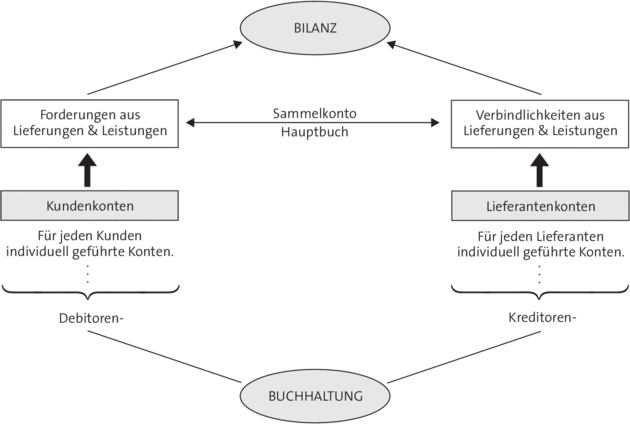 BILANZ
Forderungen aus
Lieferungen & Leistungen
Sammelkonto
Hauptbuch
Verbindlichkeiten aus
Lieferungen & Leistungen
Kundenkonten
Lieferantenkonten
Für jeden Kunden
individuell geführte Konten.
Für jeden Lieferanten
individuell geführte Konten.
Debitoren-
Kreditoren-
BUCHHALTUNG